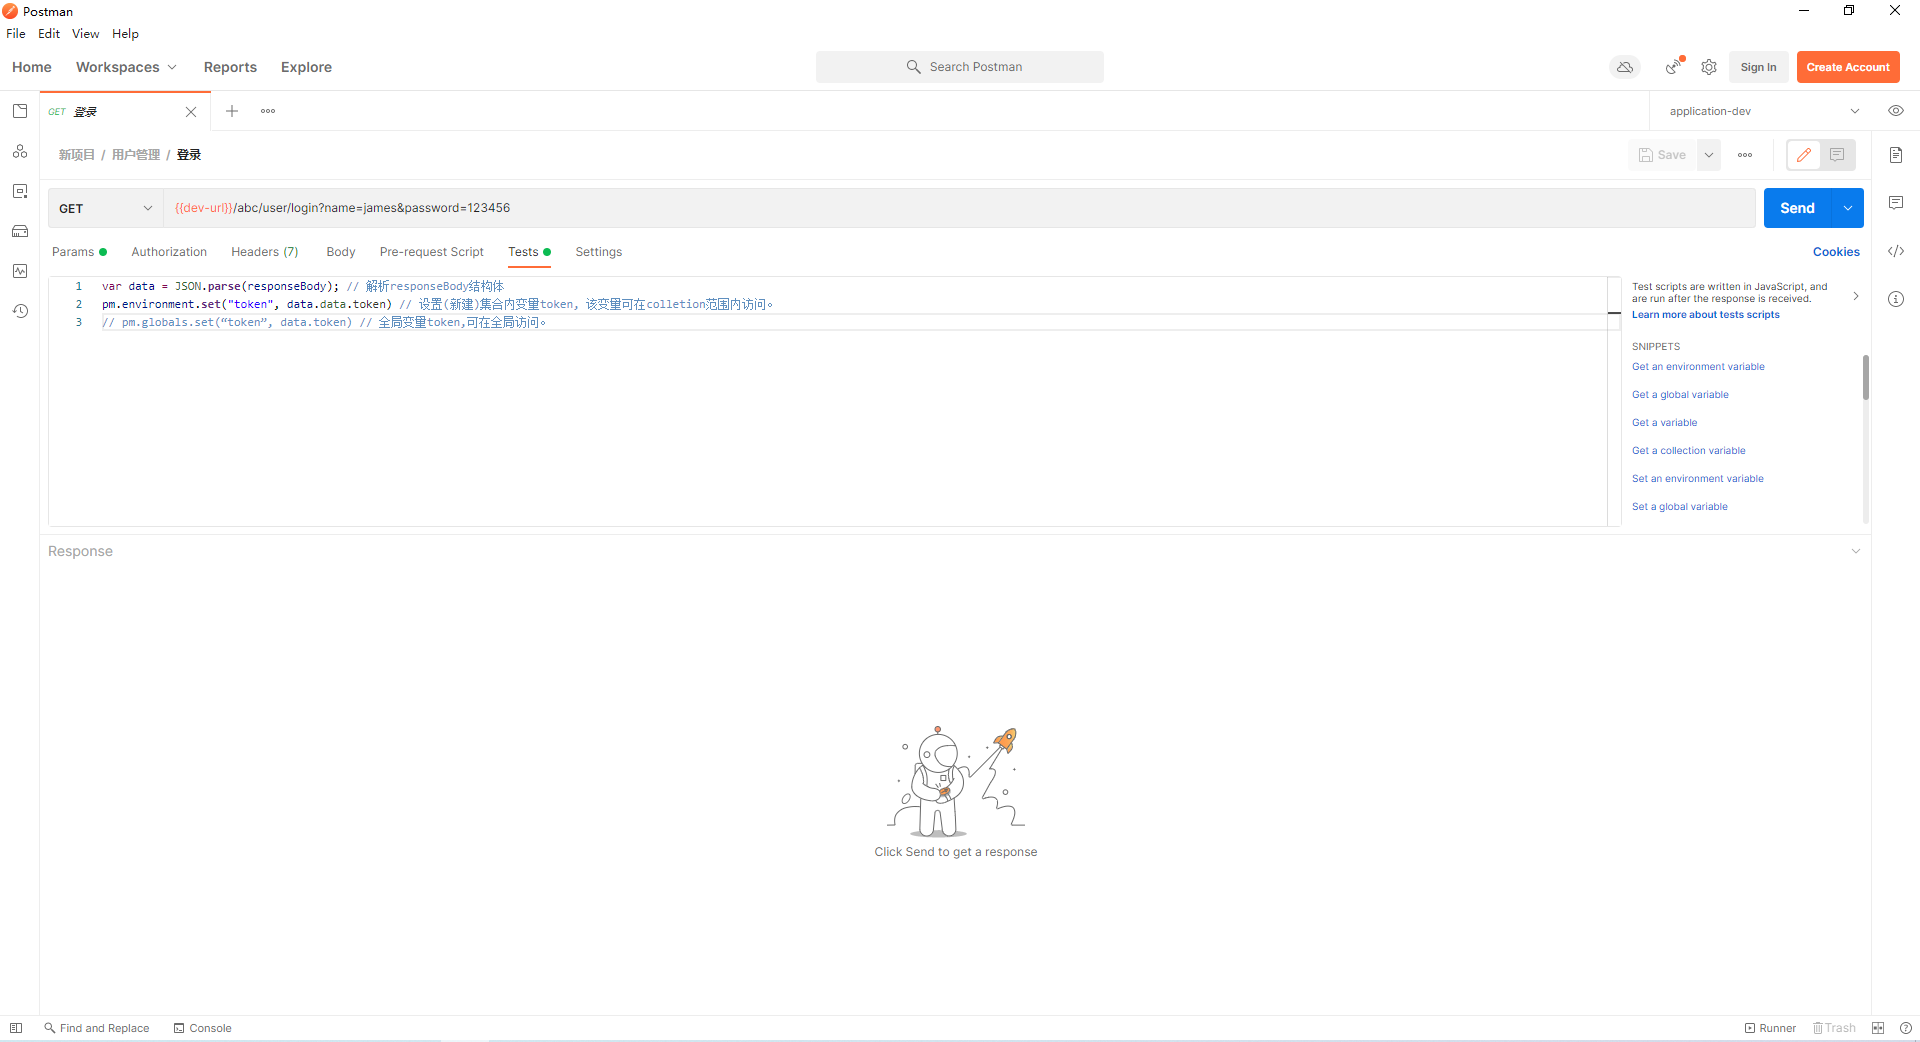 Postman
File Edit View Help
Home Workspaces Reports Explore Search Postman Sign In Create Account
GET 登录 application-dev
新项目 / 用户管理 / 登录 Save
GET {{dev-url}}/abc/user/login?name=james&password=123456 Send
Params Authorization Headers (7) Body Pre-request Script Tests Settings Cookies
1 var data = JSON.parse(responseBody); // 解析responseBody结构体
2 pm.environment.set("token", data.data.token) // 设置(新建)集合内变量token, 该变量可在colletion范围内访问。
3 // pm.globals.set(“token”, data.token) // 全局变量token,可在全局访问。
Test scripts are written in JavaScript, and
are run after the response is received.
Learn more about tests scripts
SNIPPETS
Get an environment variable
Get a global variable
Get a variable
Get a collection variable
Set an environment variable
Set a global variable
Response
Click Send to get a response
Find and Replace Console Runner Trash